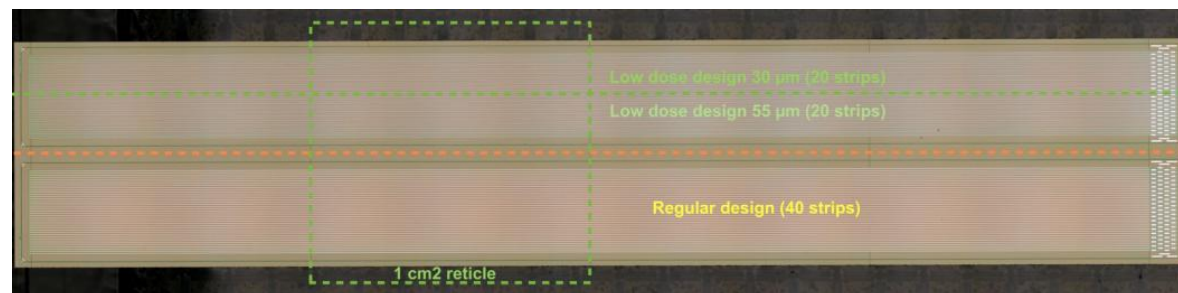 Low dose design 30 µm (20 strips)
Low dose design 55 µm (20 strips)
Regular design (40 strips)
1 cm2 reticle